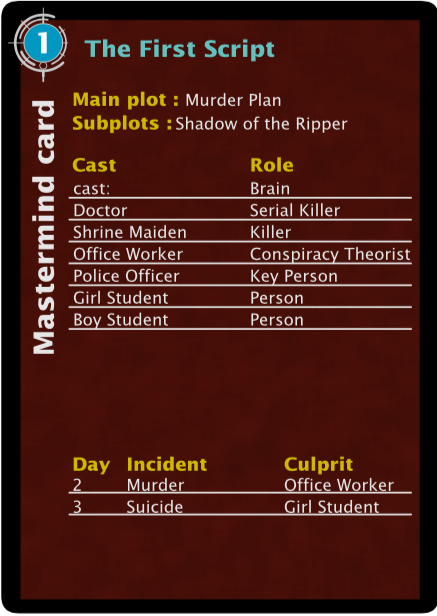 1
The First Script
Main plot : Murder Plan
Subplots : Shadow of the Ripper
Mastermind card
Cast Role
cast: Brain
Doctor Serial Killer
Shrine Maiden Killer
Office Worker Conspiracy Theorist
Police Officer Key Person
Girl Student Person
Boy Student Person
Day Incident Culprit
2 Murder Office Worker
3 Suicide Girl Student